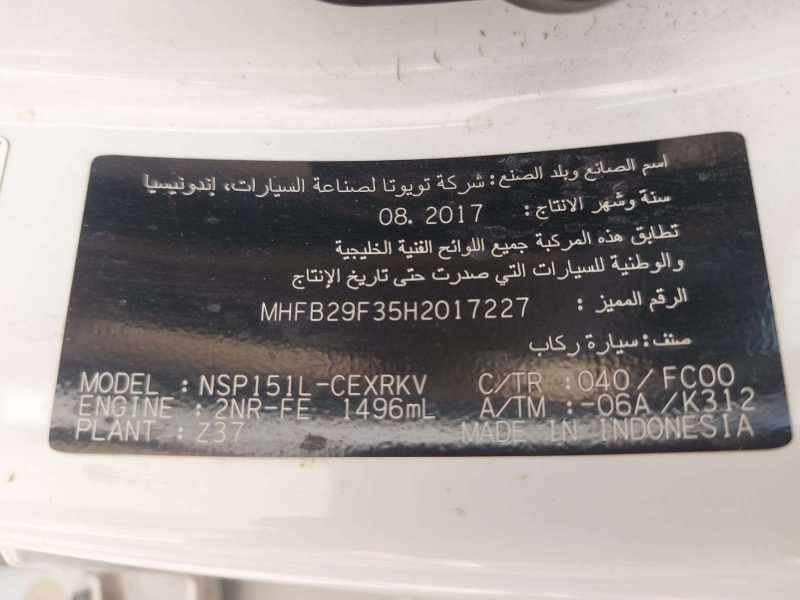 اسم الصانع وبلد الصنع: شركة تويوتا لصناعة السيارات، إندونيسيا
سنة وشهر الانتاج: 08. 2017
تطابق هذه المركبة جميع اللوائح الفنية الخليجية
والوطنية للسيارات التي صدرت حتى تاريخ الإنتاج
الرقم المميز : MHFB29F35H2017227
صنف: سيارة ركاب
MODEL : NSP151L-CEXRKV C/TR : 040 / FC00
ENGINE : 2NR-FE 1496mL A/TM : -06A / K312
PLANT : Z37 MADE IN INDONESIA